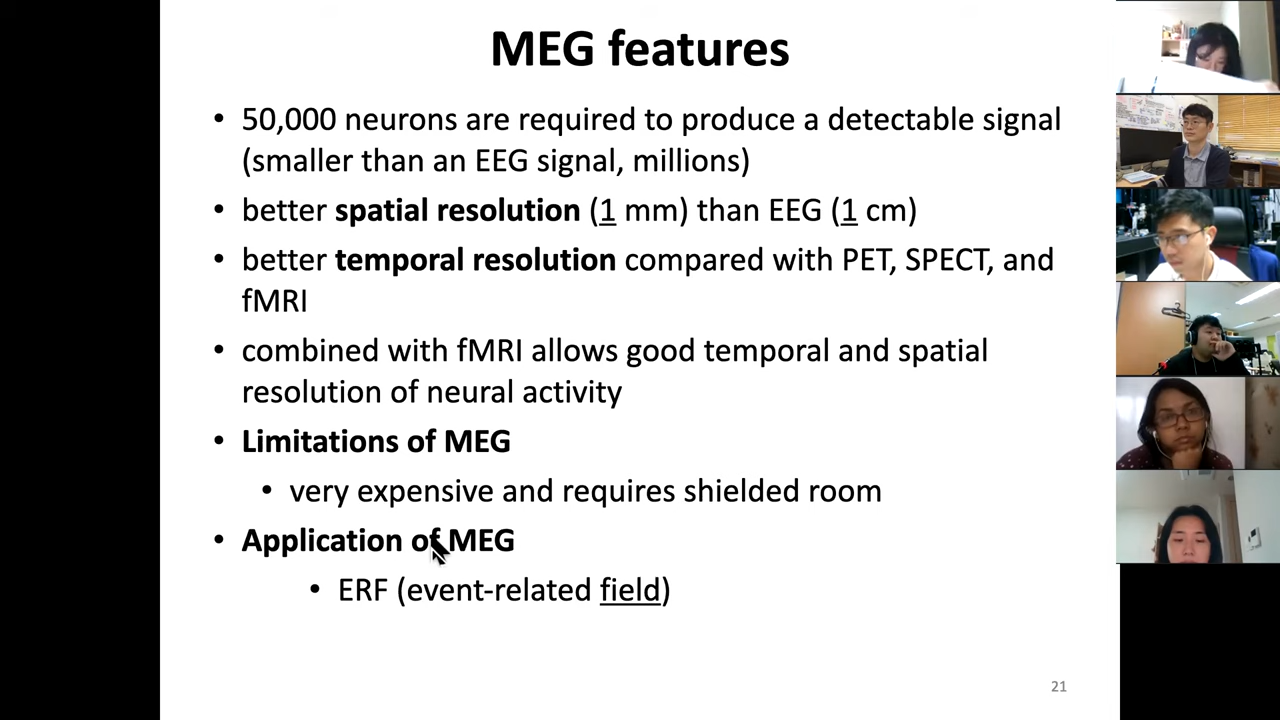 MEG features
• 50,000 neurons are required to produce a detectable signal
(smaller than an EEG signal, millions)
• better spatial resolution (1 mm) than EEG (1 cm)
• better temporal resolution compared with PET, SPECT, and
fMRI
• combined with fMRI allows good temporal and spatial
resolution of neural activity
• Limitations of MEG
• very expensive and requires shielded room
• Application of MEG
• ERF (event-related field)
21